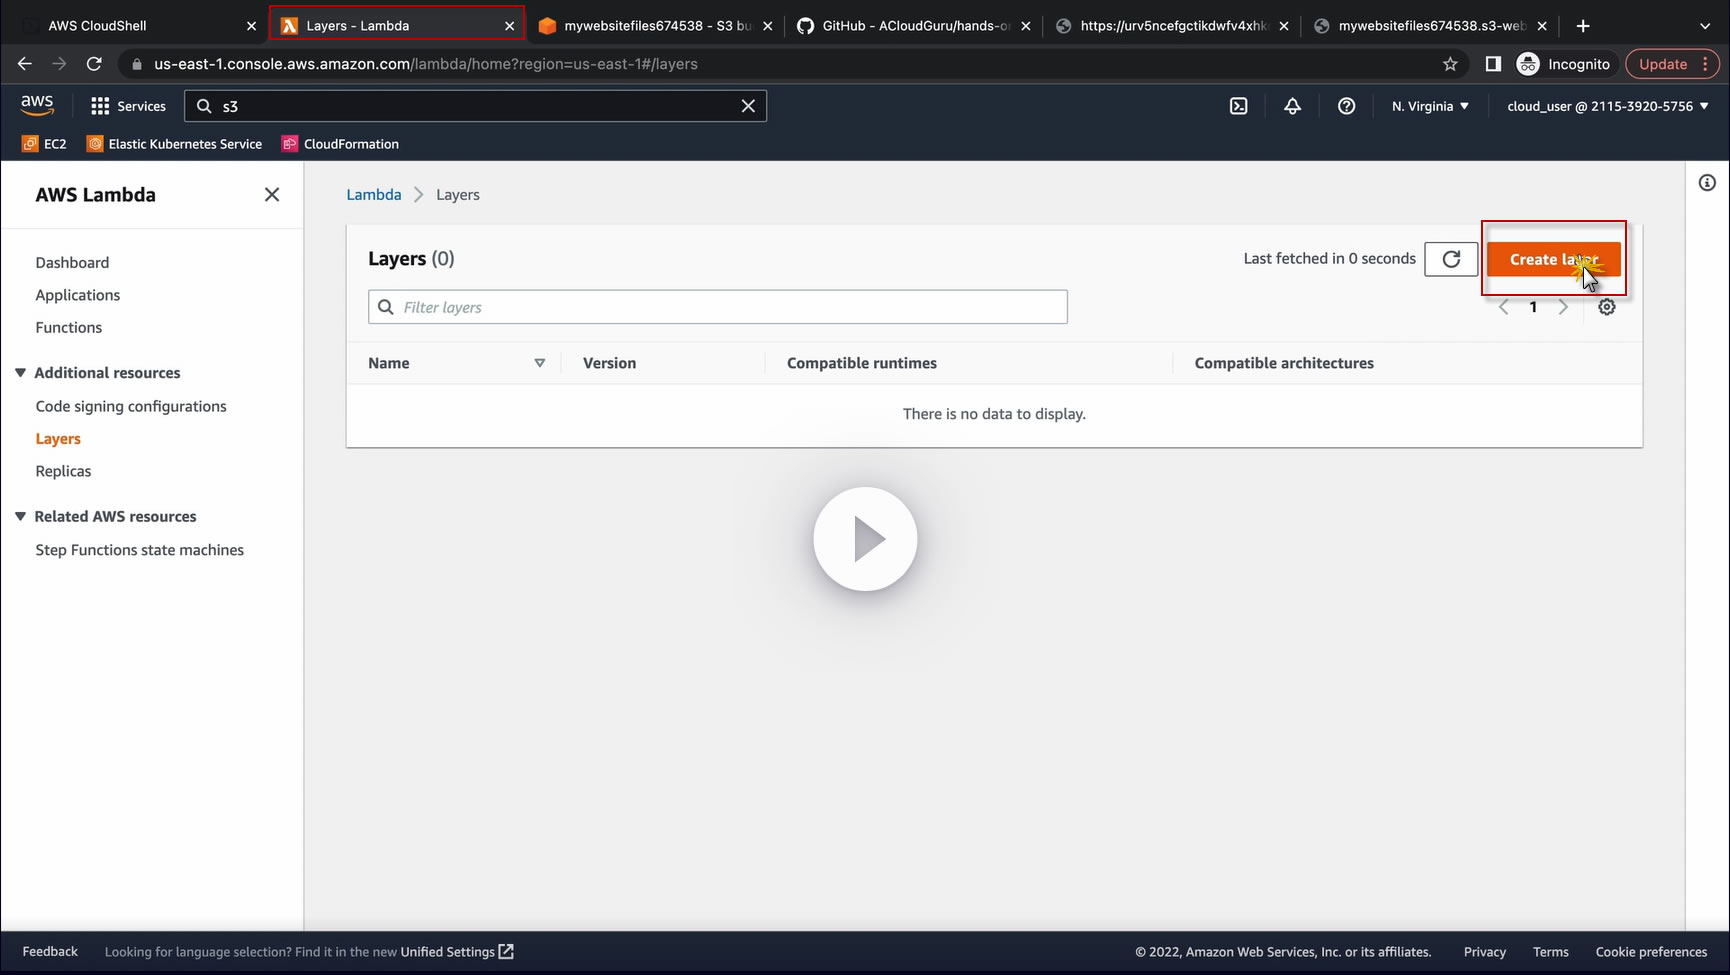 AWS CloudShell
Layers - Lambda
mywebsitefiles674538 - S3 bu
GitHub - ACloudGuru/hands-o
https://urv5ncefgctikdwfv4xhk
mywebsitefiles674538.s3-web
us-east-1.console.aws.amazon.com/lambda/home?region=us-east-1#/layers
Incognito
Update
aws
Services
s3
N. Virginia
cloud_user @ 2115-3920-5756
EC2
Elastic Kubernetes Service
CloudFormation
AWS Lambda
Dashboard
Applications
Functions
Additional resources
Code signing configurations
Layers
Replicas
Related AWS resources
Step Functions state machines
Lambda > Layers
Layers (0)
Last fetched in 0 seconds
Create layer
Filter layers
1
Name
Version
Compatible runtimes
Compatible architectures
There is no data to display.
Feedback
Looking for language selection? Find it in the new Unified Settings
© 2022, Amazon Web Services, Inc. or its affiliates.
Privacy
Terms
Cookie preferences